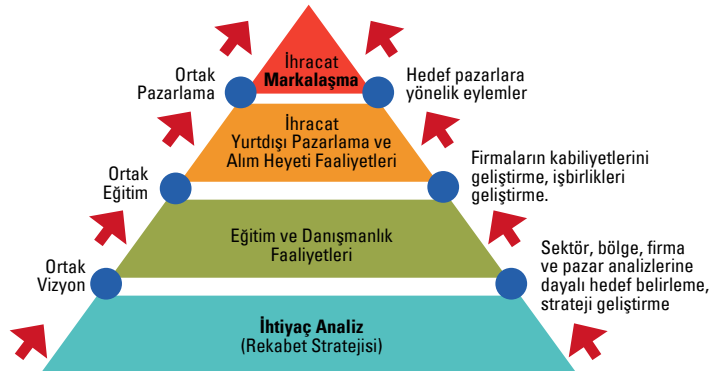 İhracat
Markalaşma
Ortak
Pazarlama
Hedef pazarlara
yönelik eylemler
İhracat
Yurtdışı Pazarlama ve
Alım Heyeti Faaliyetleri
Ortak
Eğitim
Firmaların kabiliyetlerini
geliştirme, işbirlikleri
geliştirme.
Eğitim ve Danışmanlık
Faaliyetleri
Ortak
Vizyon
Sektör, bölge, firma
ve pazar analizlerine
dayalı hedef belirleme,
strateji geliştirme
İhtiyaç Analiz
(Rekabet Stratejisi)